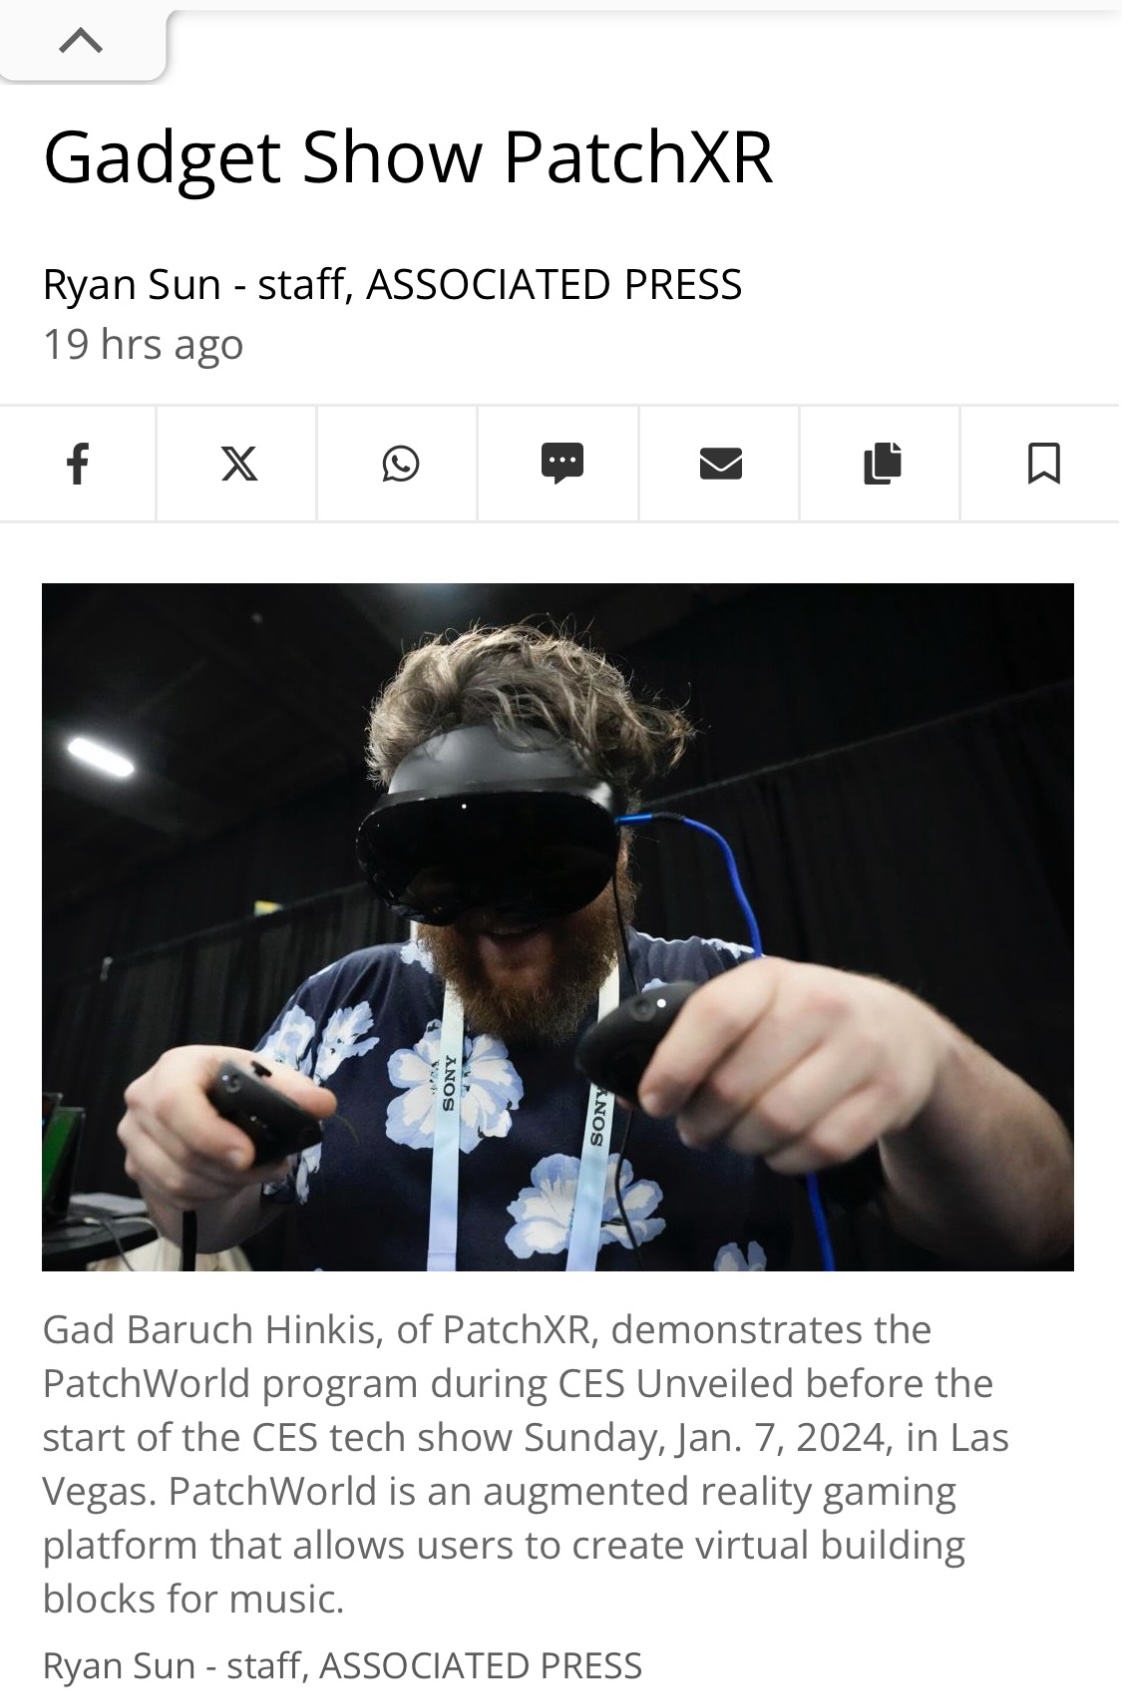 Gadget Show PatchXR
Ryan Sun - staff, ASSOCIATED PRESS
19 hrs ago
SONY
SONY
Gad Baruch Hinkis, of PatchXR, demonstrates the
PatchWorld program during CES Unveiled before the
start of the CES tech show Sunday, Jan. 7, 2024, in Las
Vegas. PatchWorld is an augmented reality gaming
platform that allows users to create virtual building
blocks for music.
Ryan Sun - staff, ASSOCIATED PRESS